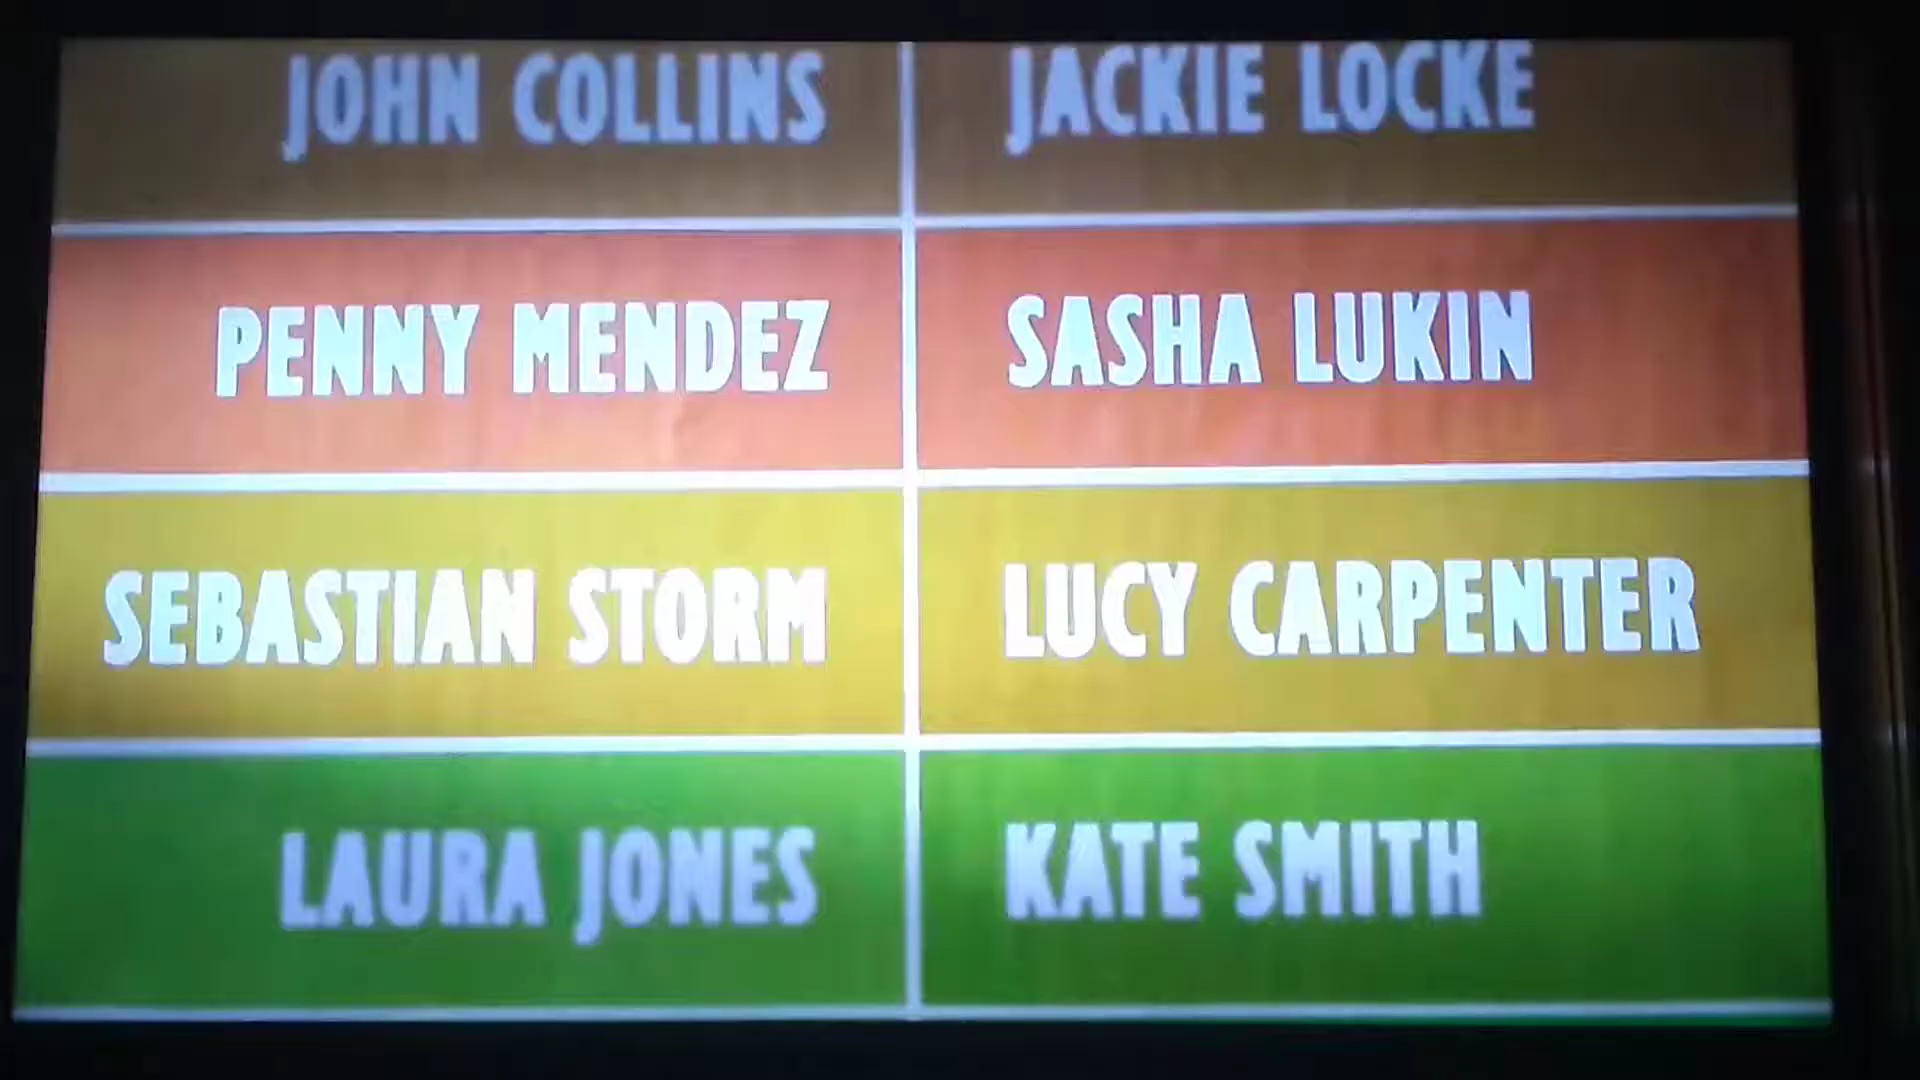 JOHN COLLINS JACKIE LOCKE
PENNY MENDEZ SASHA LUKIN
SEBASTIAN STORM LUCY CARPENTER
LAURA JONES KATE SMITH